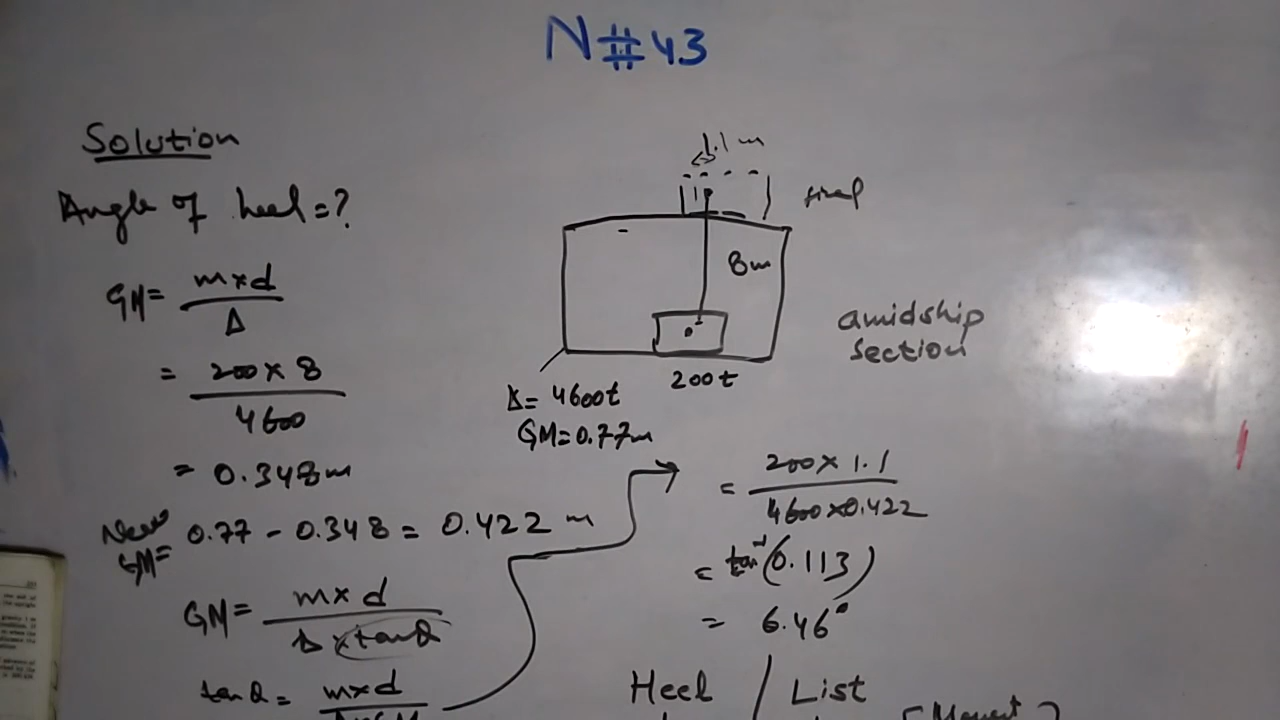 N#43
Solution
Angle of heel=?
GM= m×d
Δ
= 200×8
4600
= 0.348m
New GM= 0.77 - 0.348 = 0.422 m
GM= m×d
Δ×tanθ
tanθ= m×d
1.1m
final
8m
amidship
section
Δ= 4600t
200t
GM=0.77m
= 200×1.1
4600×0.422
= tan⁻¹(0.113)
= 6.46°
Heel / List